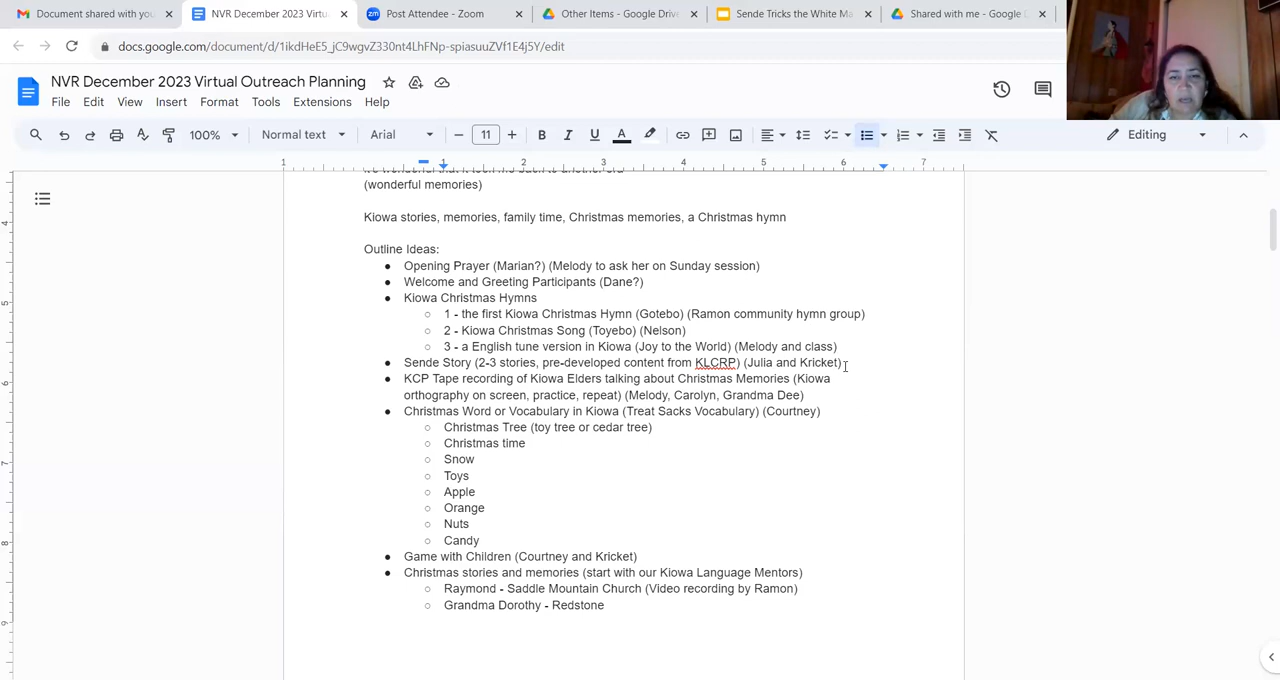 Document shared with you
NVR December 2023 Virtu
Post Attendee - Zoom
Other Items - Google Drive
Sende Tricks the White Ma
Shared with me - Google
docs.google.com/document/d/1ikdHeE5_jC9wgvZ330nt4LhFNp-spiasuuZVf1E4j5Y/edit
NVR December 2023 Virtual Outreach Planning
File Edit View Insert Format Tools Extensions Help
100% Normal text Arial 11 Editing
1 1 2 3 4 5 6 7
(wonderful memories)
Kiowa stories, memories, family time, Christmas memories, a Christmas hymn
Outline Ideas:
● Opening Prayer (Marian?) (Melody to ask her on Sunday session)
● Welcome and Greeting Participants (Dane?)
● Kiowa Christmas Hymns
○ 1 - the first Kiowa Christmas Hymn (Gotebo) (Ramon community hymn group)
○ 2 - Kiowa Christmas Song (Toyebo) (Nelson)
○ 3 - a English tune version in Kiowa (Joy to the World) (Melody and class)
● Sende Story (2-3 stories, pre-developed content from KLCRP) (Julia and Kricket)
● KCP Tape recording of Kiowa Elders talking about Christmas Memories (Kiowa
orthography on screen, practice, repeat) (Melody, Carolyn, Grandma Dee)
● Christmas Word or Vocabulary in Kiowa (Treat Sacks Vocabulary) (Courtney)
○ Christmas Tree (toy tree or cedar tree)
○ Christmas time
○ Snow
○ Toys
○ Apple
○ Orange
○ Nuts
○ Candy
● Game with Children (Courtney and Kricket)
● Christmas stories and memories (start with our Kiowa Language Mentors)
○ Raymond - Saddle Mountain Church (Video recording by Ramon)
○ Grandma Dorothy - Redstone